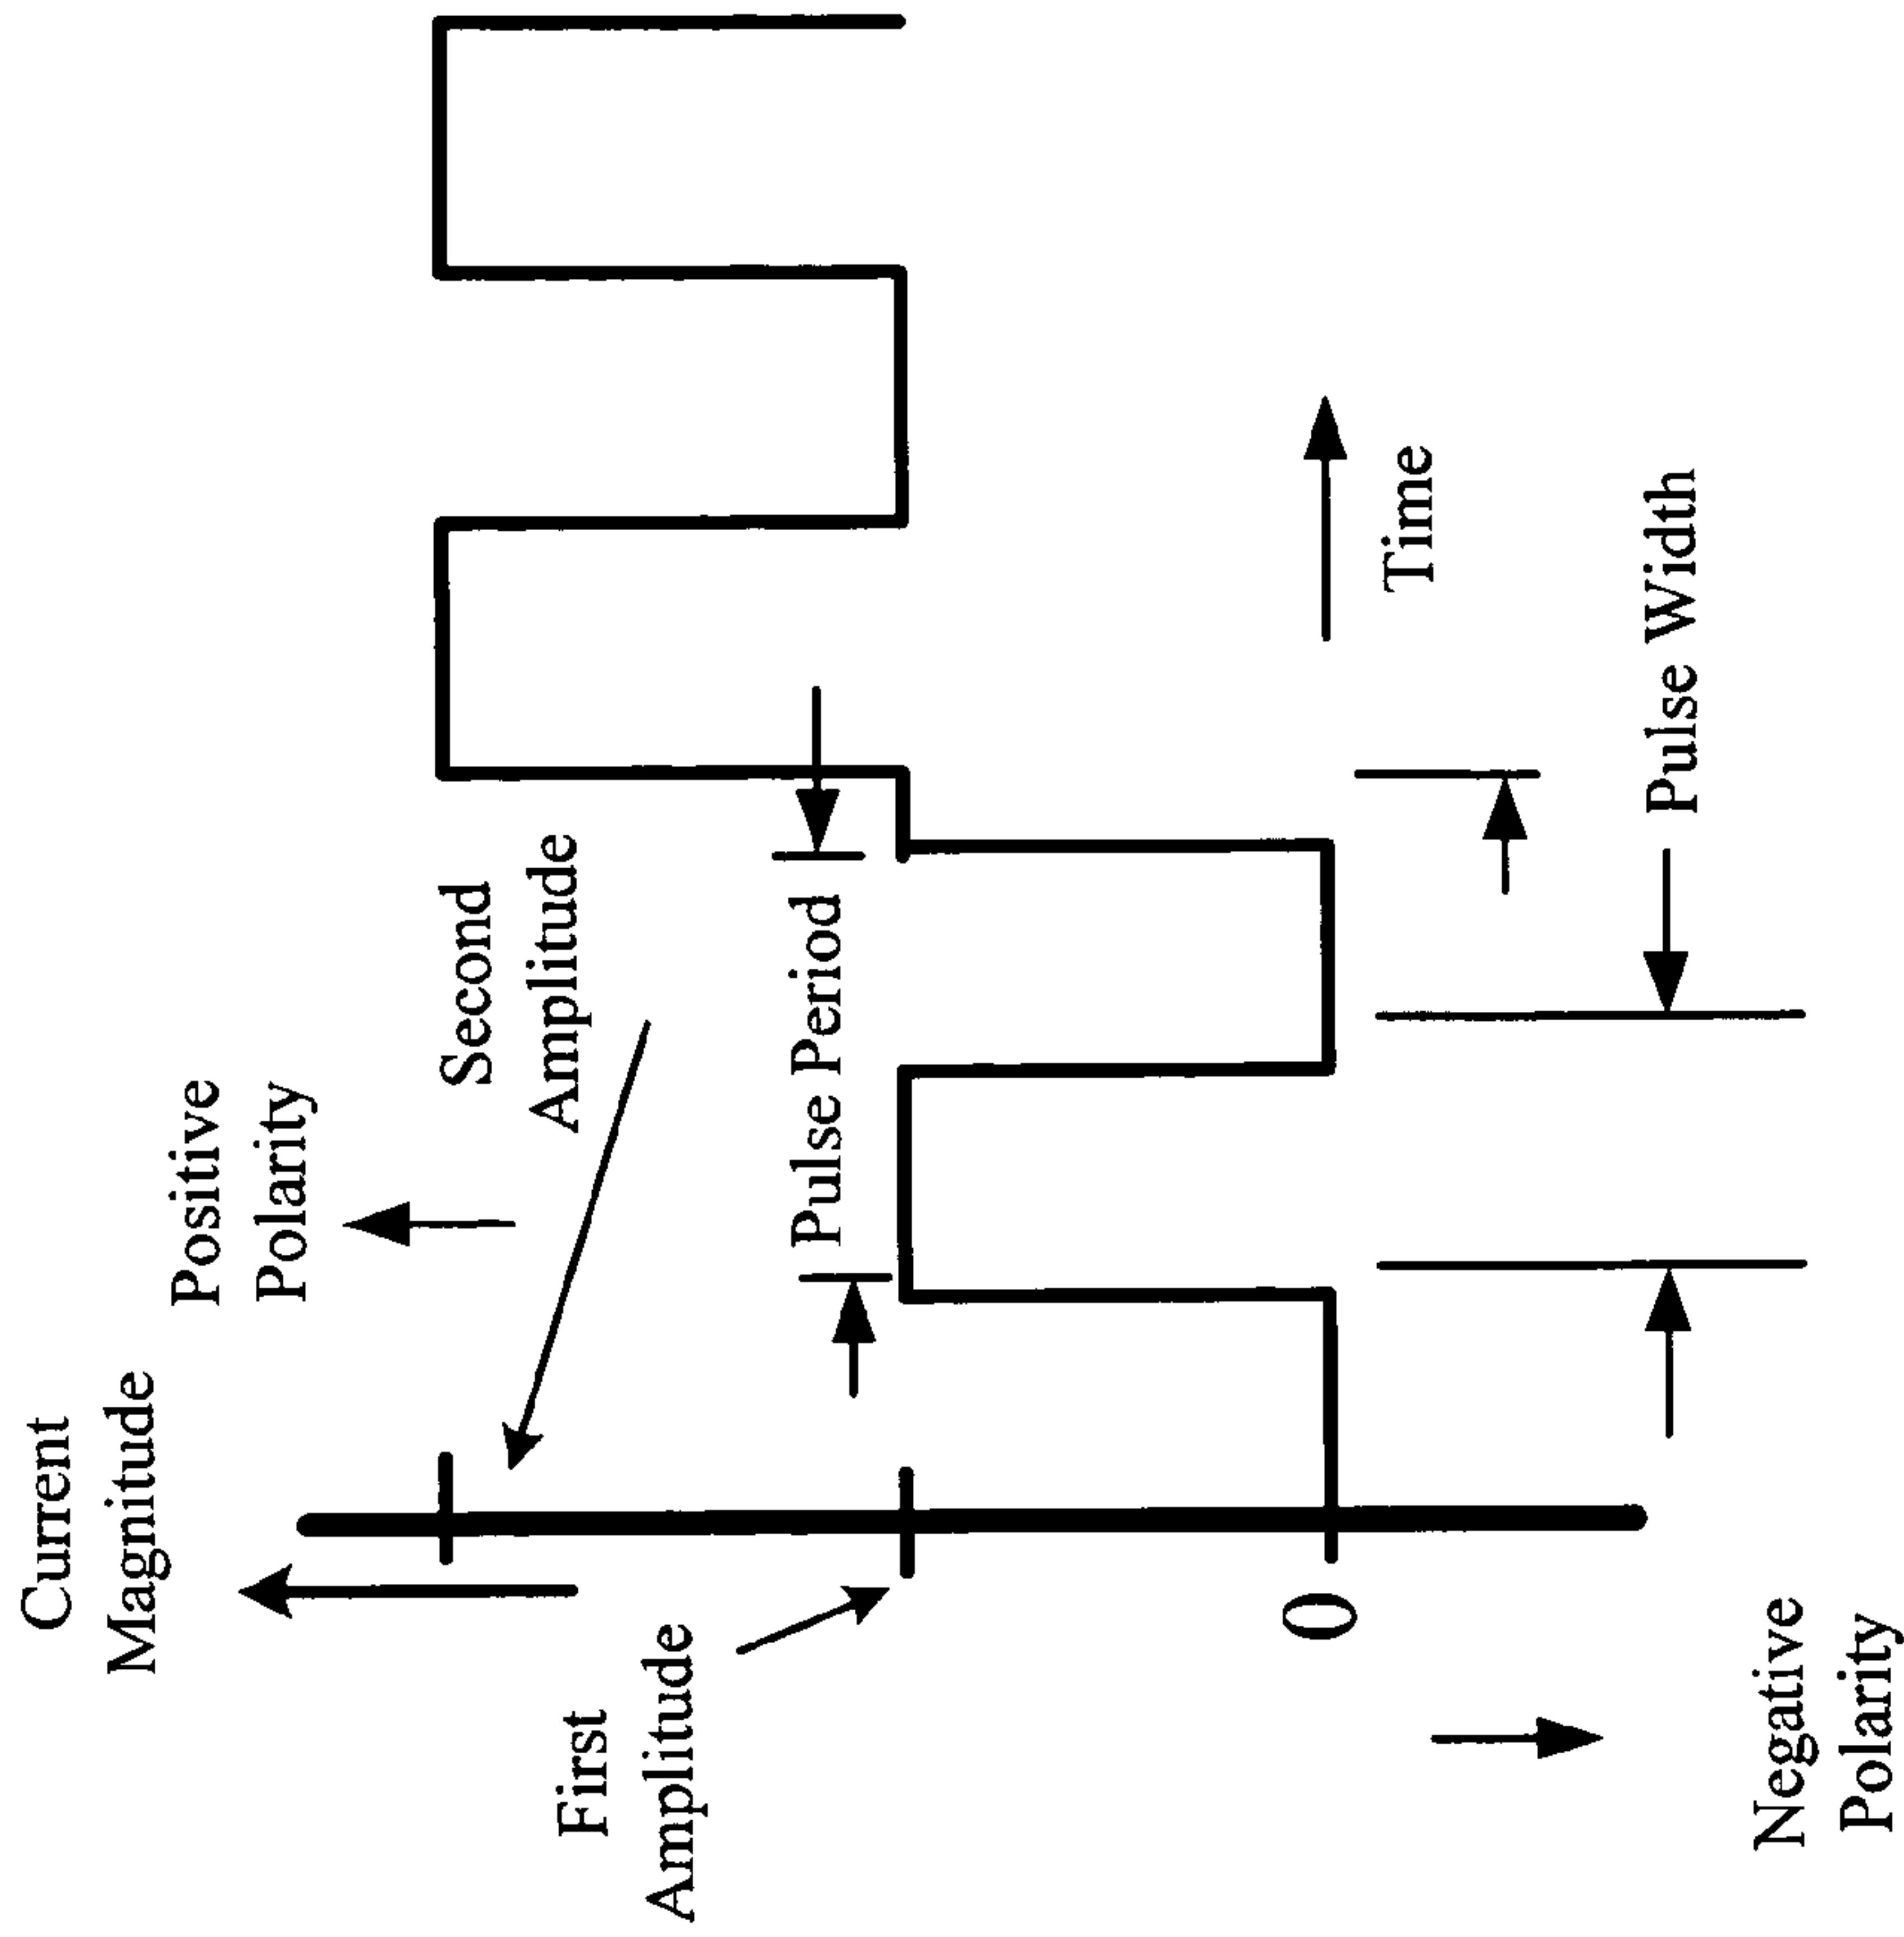 Current
Magnitude
Positive
Polarity
Second
Amplitude
First
Amplitude
Pulse Period
0
Time
Pulse Width
Negative
Polarity